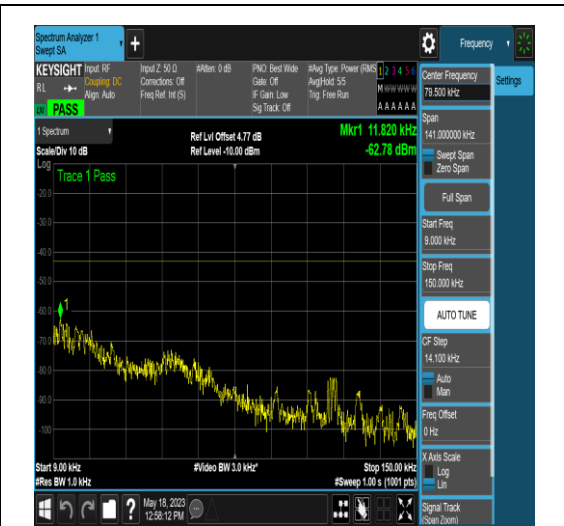 Spectrum Analyzer 1
Swept SA
+
Frequency
KEYSIGHT
RL
Input: RF
Coupling: DC
Align: Auto
Input Z: 50 Ω
Corrections: Off
Freq Ref: Int (S)
#Atten: 0 dB
PNO: Best Wide
Gate: Off
IF Gain: Low
Sig Track: Off
#Avg Type: Power (RMS
Avg|Hold: 5/5
Trig: Free Run
1 2 3 4 5 6
M W W W W W
A A A A A A
PASS
1 Spectrum
Scale/Div 10 dB
Ref Lvl Offset 4.77 dB
Ref Level -10.00 dBm
Mkr1 11.820 kHz
-62.78 dBm
Log
Trace 1 Pass
-20.0
-30.0
-40.0
-50.0
-60.0
-70.0
-80.0
-90.0
-100
1
Start 9.00 kHz
#Res BW 1.0 kHz
#Video BW 3.0 kHz*
Stop 150.00 kHz
#Sweep 1.00 s (1001 pts)
?
May 18, 2023
12:58:12 PM
Center Frequency
79.500 kHz
Settings
Span
141.000000 kHz
Swept Span
Zero Span
Full Span
Start Freq
9.000 kHz
Stop Freq
150.000 kHz
AUTO TUNE
CF Step
14.100 kHz
Auto
Man
Freq Offset
0 Hz
X Axis Scale
Log
Lin
Signal Track
(Span Zoom)